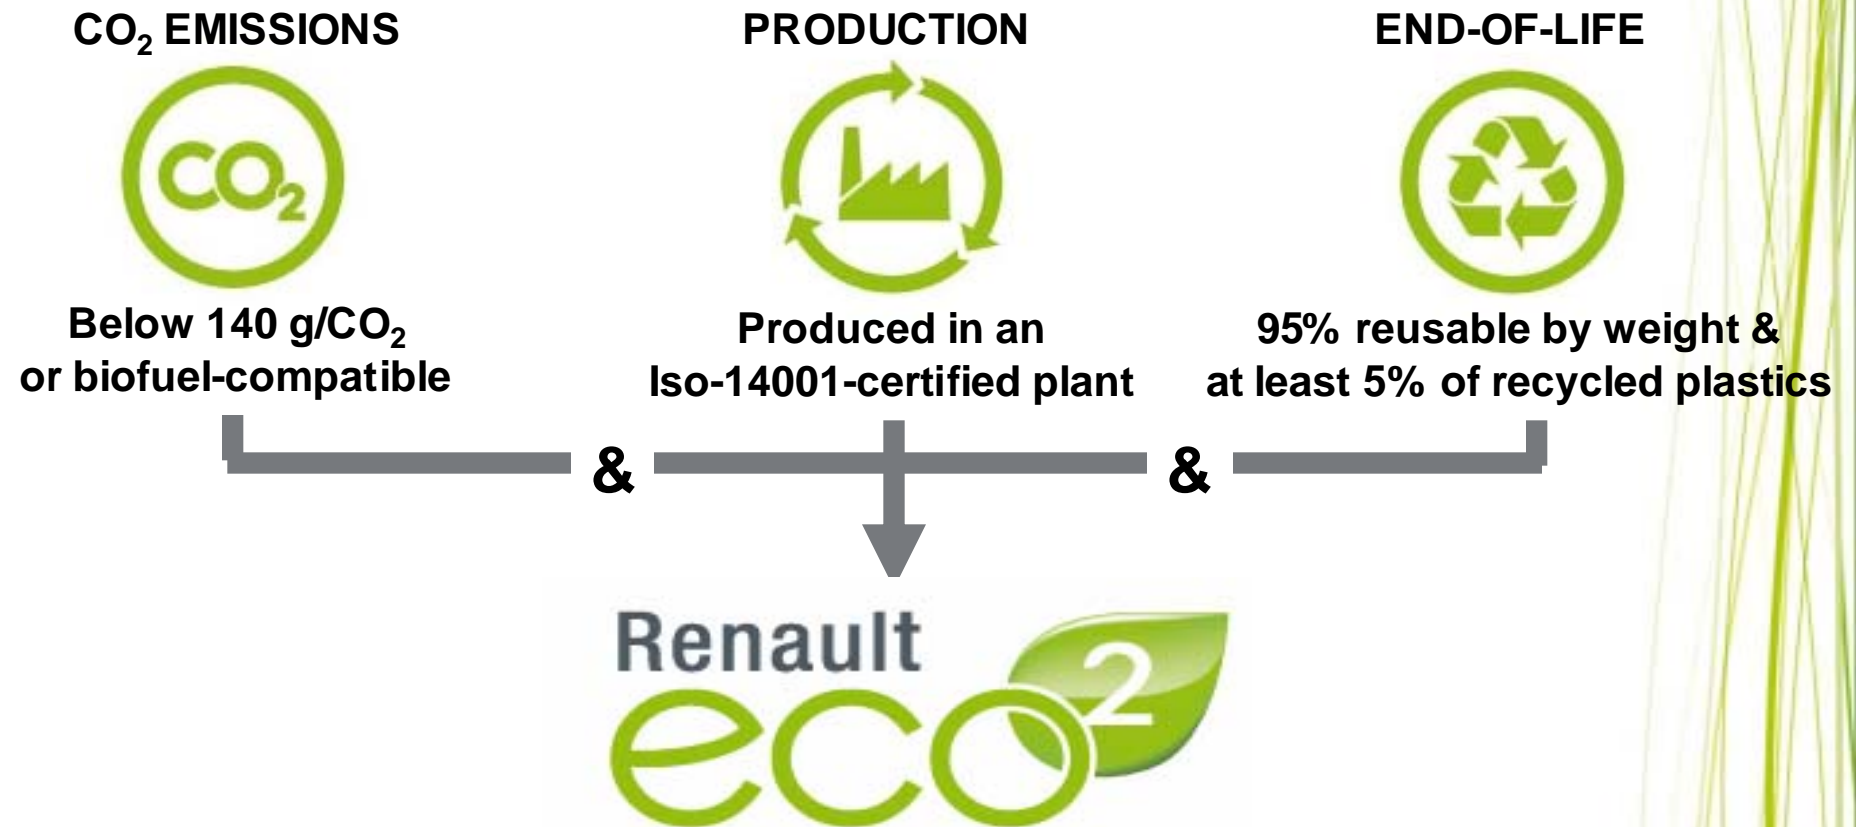 CO₂ EMISSIONS
PRODUCTION
END-OF-LIFE
CO₂
Below 140 g/CO₂
or biofuel-compatible
Produced in an
Iso-14001-certified plant
95% reusable by weight &
at least 5% of recycled plastics
&
&
Renault
eco²